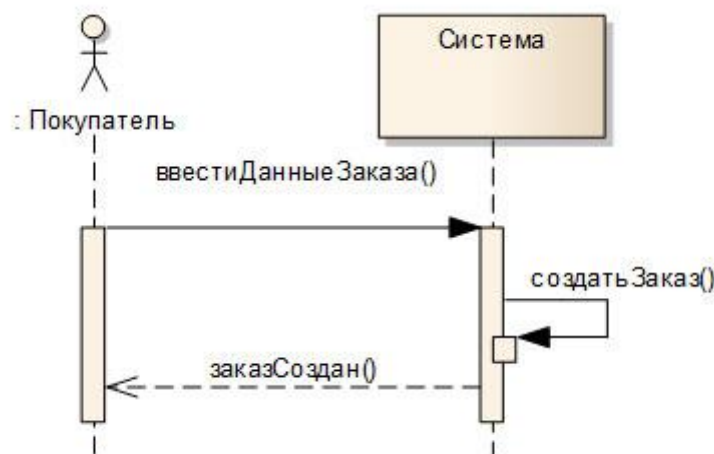 Система
: Покупатель
ввестиДанныеЗаказа()
создатьЗаказ()
заказСоздан()